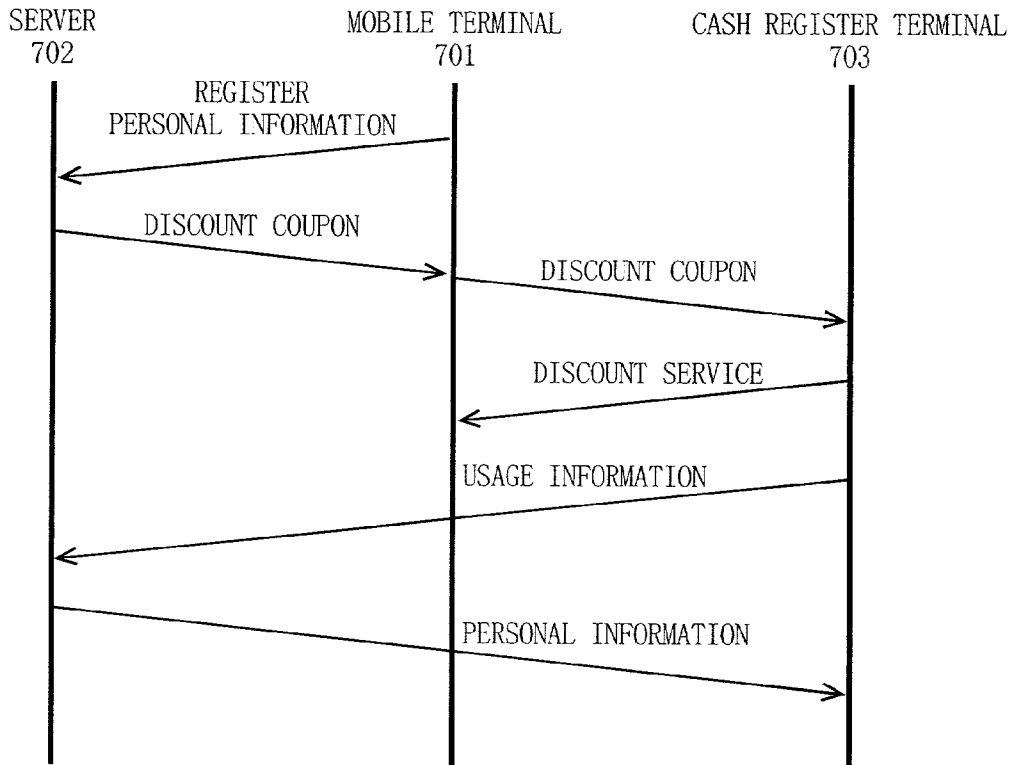 SERVER
702
MOBILE TERMINAL
701
CASH REGISTER TERMINAL
703
REGISTER
PERSONAL INFORMATION
DISCOUNT COUPON
DISCOUNT COUPON
DISCOUNT SERVICE
USAGE INFORMATION
PERSONAL INFORMATION